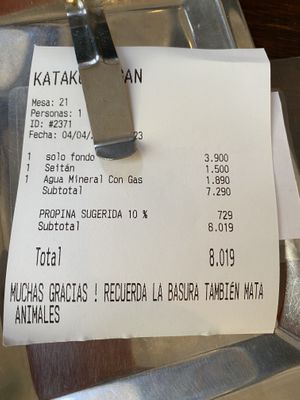 Mesa: 21
Personas: 1
ID: #2371
Fecha: 04/04/ 23
1 solo fondo 3.900
1 Seitán 1.500
1 Agua Mineral Con Gas 1.890
Subtotal 7.290
PROPINA SUGERIDA 10 % 729
Subtotal 8.019
Total 8.019
MUCHAS GRACIAS ! RECUERDA LA BASURA TAMBIÉN MATA
ANIMALES